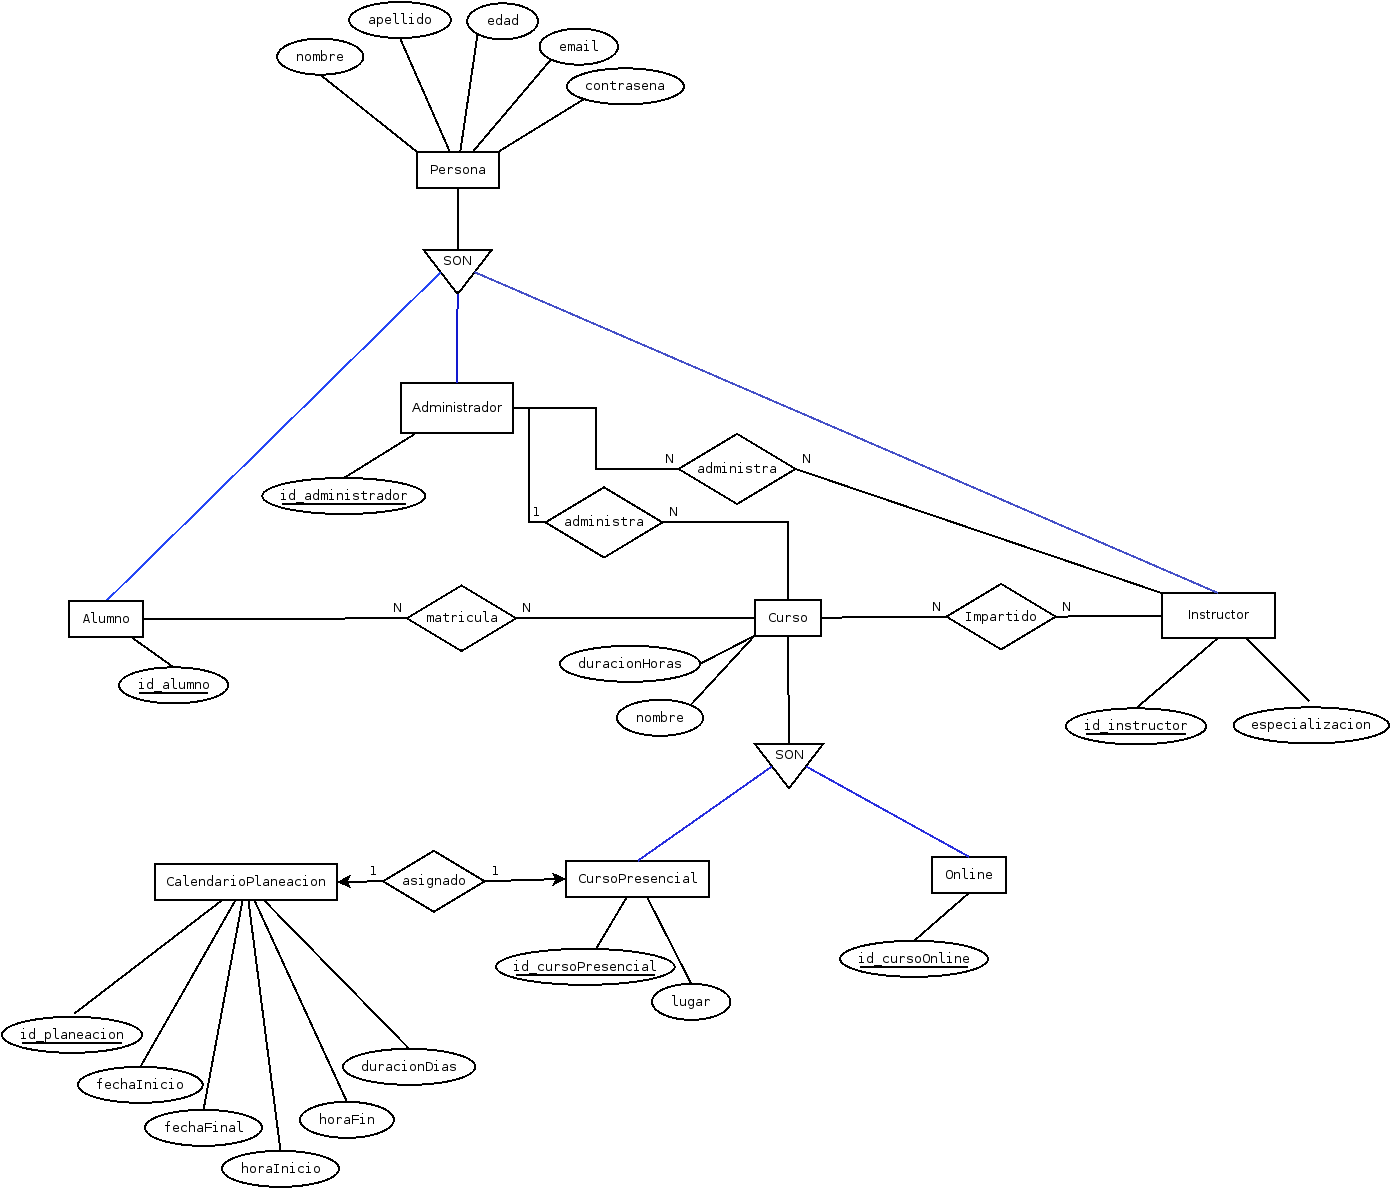 apellido
edad
email
nombre
contrasena
Persona
SON
Administrador
N
administra
N
id_administrador
1
administra
N
Alumno
N
matricula
N
Curso
N
Impartido
N
Instructor
duracionHoras
id_alumno
nombre
id_instructor
especializacion
SON
CalendarioPlaneacion
1
asignado
1
CursoPresencial
Online
id_cursoPresencial
id_cursoOnline
lugar
id_planeacion
duracionDias
fechaInicio
horaFin
fechaFinal
horaInicio